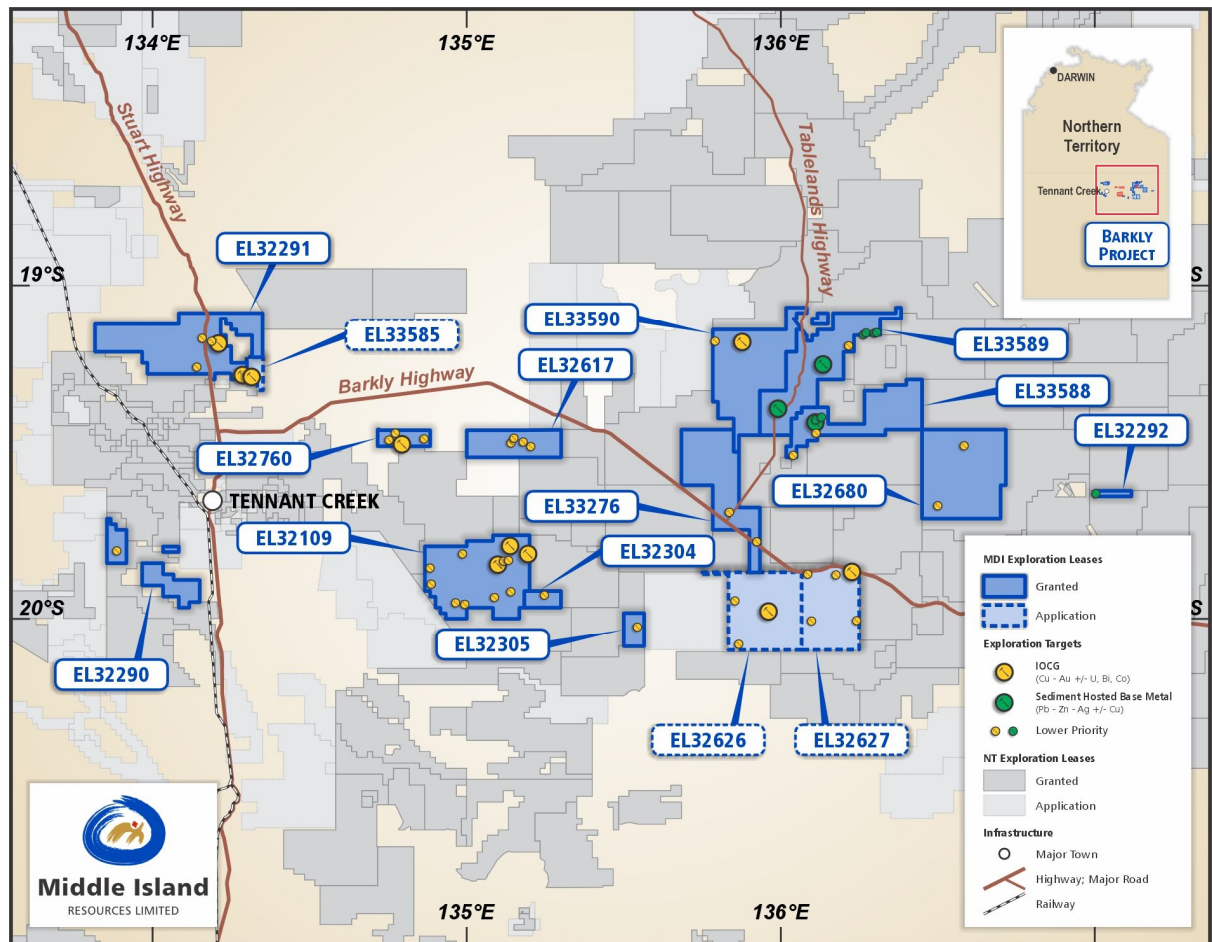 134°E
135°E
136°E
DARWIN
Northern
Territory
Tennant Creek
BARKLY
PROJECT
Stuart Highway
Tablelands Highway
19°S
S
EL32291
EL33585
EL33590
EL33589
EL32617
Barkly Highway
EL33588
EL32292
EL32760
EL32680
TENNANT CREEK
EL33276
EL32109
EL32304
20°S
S
EL32305
EL32290
EL32626
EL32627
MDI Exploration Leases
Granted
Application
Exploration Targets
IOCG
(Cu - Au +/- U, Bi, Co)
Sediment Hosted Base Metal
(Pb - Zn - Ag +/- Cu)
Lower Priority
NT Exploration Leases
Granted
Application
Infrastructure
Major Town
Highway; Major Road
Railway
Middle Island
RESOURCES LIMITED
135°E
136°E